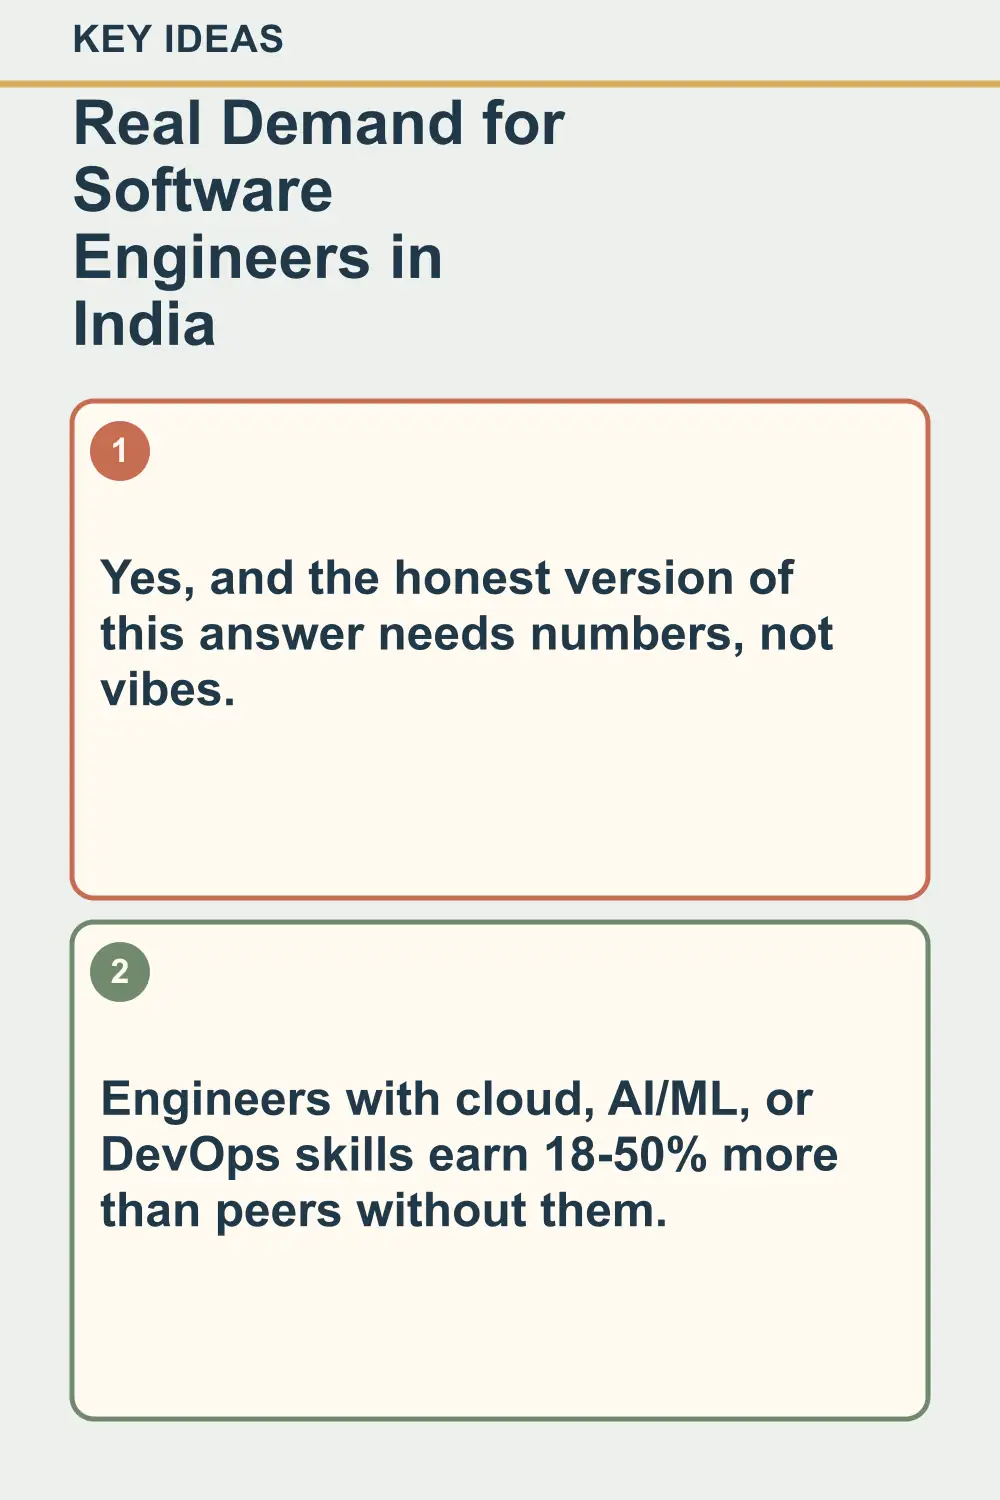 KEY IDEAS
Real Demand for
Software
Engineers in
India
1
Yes, and the honest version of
this answer needs numbers, not
vibes.
2
Engineers with cloud, AI/ML, or
DevOps skills earn 18-50% more
than peers without them.